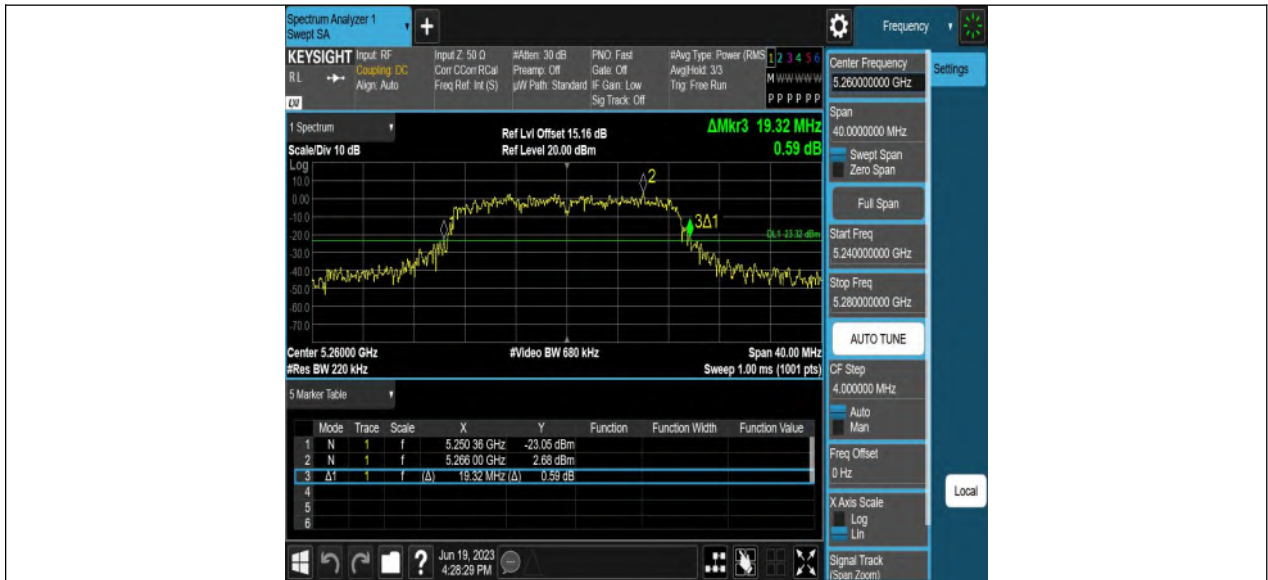 Spectrum Analyzer 1
Swept SA
+
Frequency
KEYSIGHT Input: RF Input Z: 50 Ω #Atten: 30 dB PNO: Fast #Avg Type: Power (RMS 1 2 3 4 5 6
RL Coupling: DC Corr CCorr RCal Preamp: Off Gate: Off Avg|Hold: 3/3 M W W W W W
Align: Auto Freq Ref: Int (S) µW Path: Standard IF Gain: Low Trig: Free Run
LXI Sig Track: Off P P P P P P
1 Spectrum
Ref Lvl Offset 15.16 dB
ΔMkr3 19.32 MHz
Scale/Div 10 dB
Ref Level 20.00 dBm
0.59 dB
Log
10.0
0.00
-10.0
-20.0
-30.0
-40.0
-50.0
-60.0
-70.0
2
1
3Δ1
DL1 -23.32 dBm
Center 5.26000 GHz
#Video BW 680 kHz
Span 40.00 MHz
#Res BW 220 kHz
Sweep 1.00 ms (1001 pts)
5 Marker Table
Mode Trace Scale X Y Function Function Width Function Value
1 N 1 f 5.250 36 GHz -23.05 dBm
2 N 1 f 5.266 00 GHz 2.68 dBm
3 Δ1 1 f (Δ) 19.32 MHz (Δ) 0.59 dB
4
5
6
?
Jun 19, 2023
4:28:29 PM
Center Frequency
5.260000000 GHz
Settings
Span
40.0000000 MHz
Swept Span
Zero Span
Full Span
Start Freq
5.240000000 GHz
Stop Freq
5.280000000 GHz
AUTO TUNE
CF Step
4.000000 MHz
Auto
Man
Freq Offset
0 Hz
X Axis Scale
Log
Lin
Local
Signal Track
(Span Zoom)